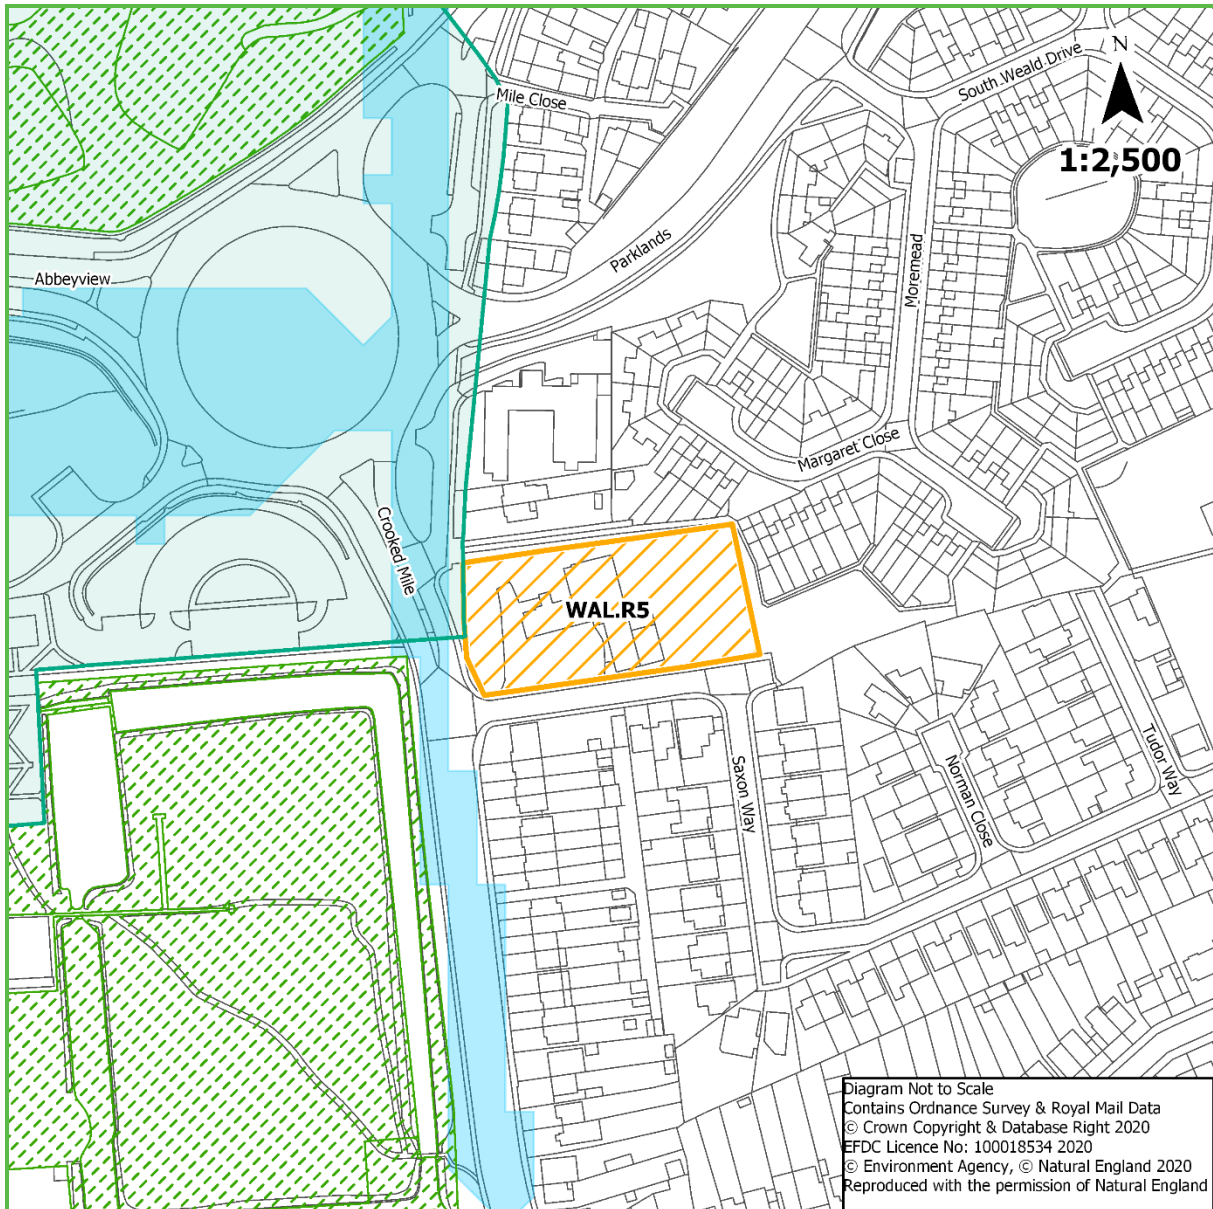 South Weald Drive
N
Mile Close
1:2,500
Parklands
Moremead
Abbeyview
Margaret Close
Crooked Mile
WAL.R5
Tudor Way
Saxon Way
Norman Close
Diagram Not to Scale
Contains Ordnance Survey & Royal Mail Data
© Crown Copyright & Database Right 2020
EFDC Licence No: 100018534 2020
© Environment Agency, © Natural England 2020
Reproduced with the permission of Natural England